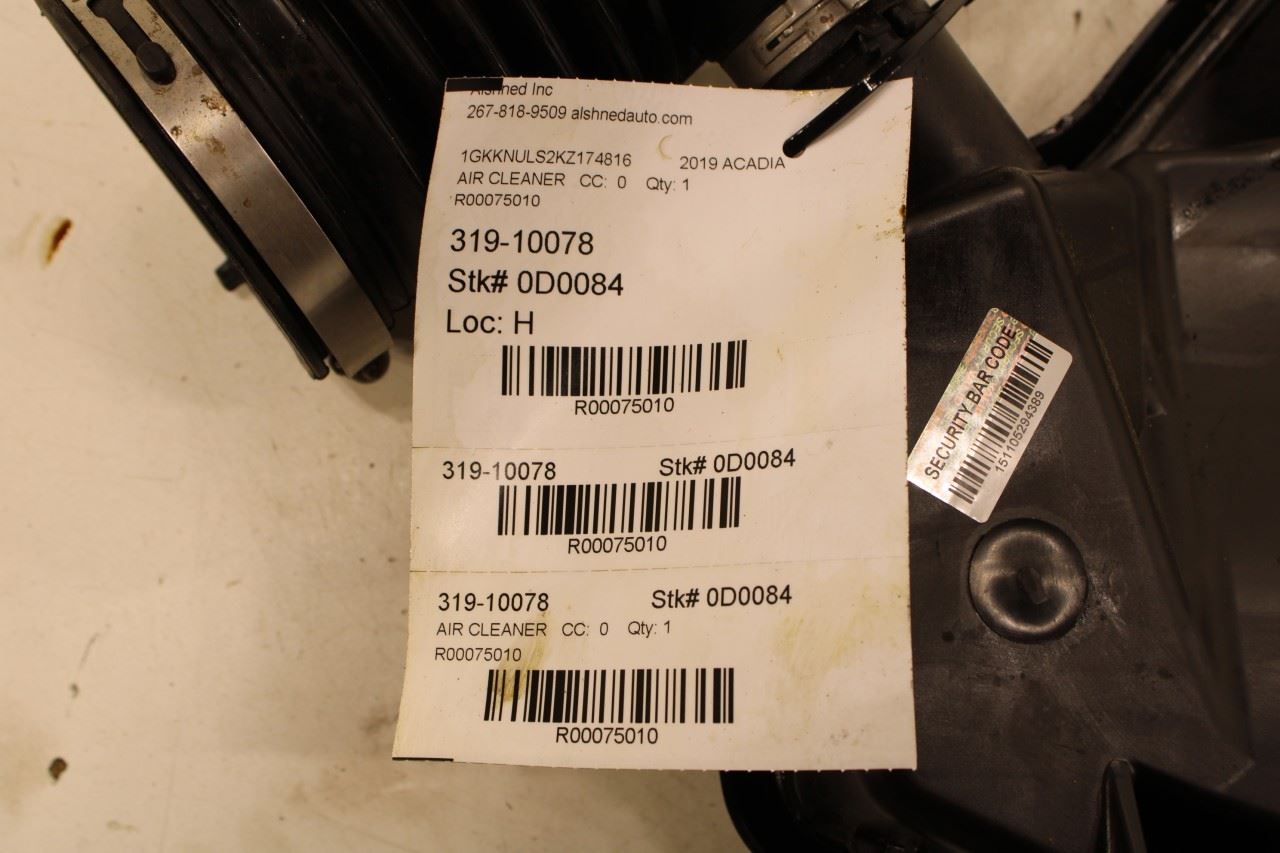 Alshned Inc
267-818-9509 alshnedauto.com
1GKKNULS2KZ174816 2019 ACADIA
AIR CLEANER CC: 0 Qty: 1
R00075010
319-10078
Stk# 0D0084
Loc: H
R00075010
319-10078 Stk# 0D0084
R00075010
319-10078 Stk# 0D0084
AIR CLEANER CC: 0 Qty: 1
R00075010
R00075010
SECURITY BAR CODE
151105294389